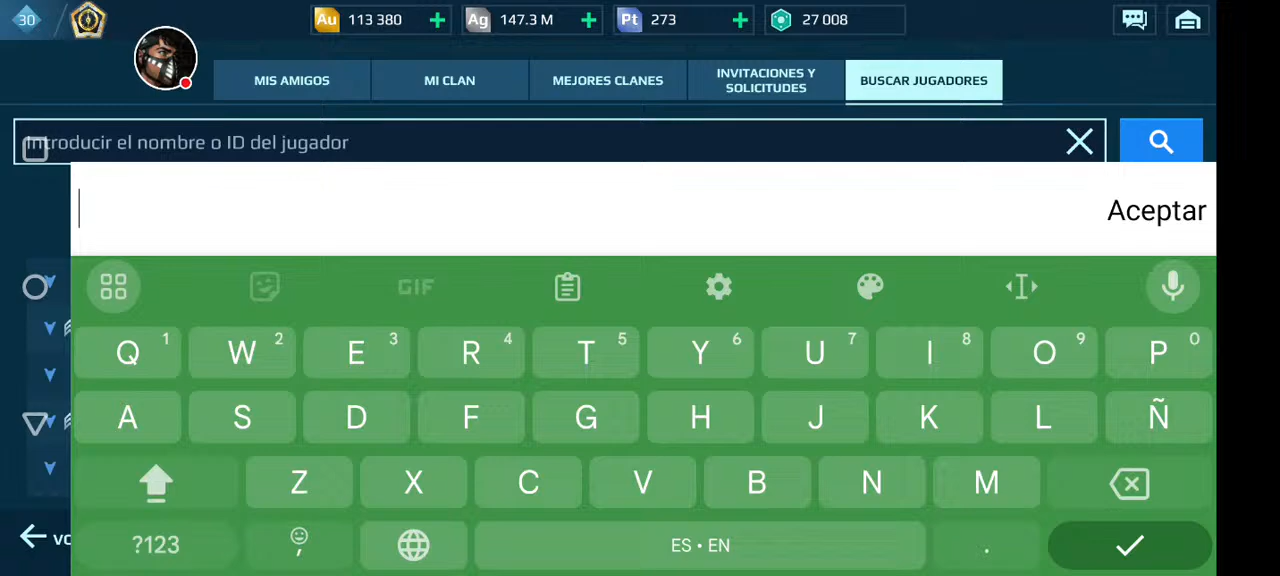 30
Au 113 380 +
Ag 147.3 M +
Pt 273 +
27 008
MIS AMIGOS
MI CLAN
MEJORES CLANES
INVITACIONES Y
SOLICITUDES
BUSCAR JUGADORES
Introducir el nombre o ID del jugador
Aceptar
GIF
Q 1 W 2 E 3 R 4 T 5 Y 6 U 7 I 8 O 9 P 0
A S D F G H J K L Ñ
Z X C V B N M
VO
?123 , ES • EN .